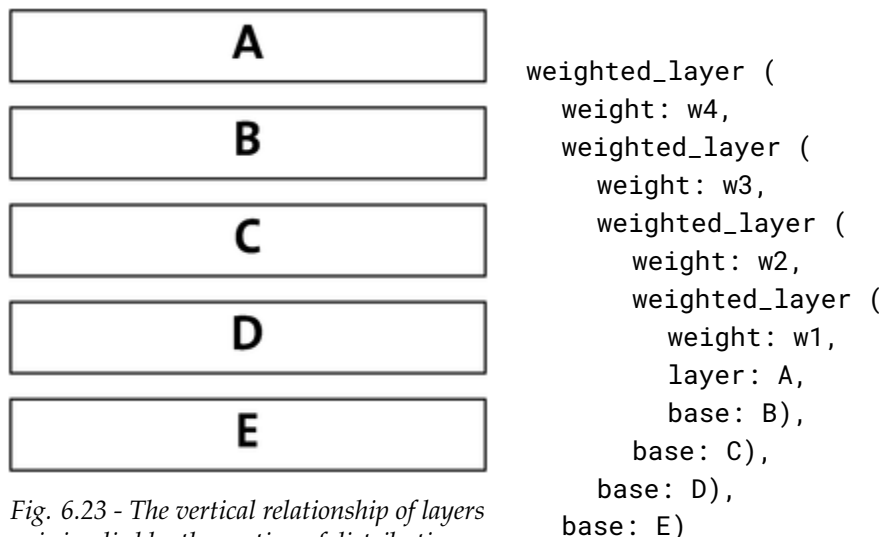 A
B
C
D
E
Fig. 6.23 - The vertical relationship of layers
weighted_layer (
weight: w4,
weighted_layer (
weight: w3,
weighted_layer (
weight: w2,
weighted_layer (
weight: w1,
layer: A,
base: B),
base: C),
base: D),
base: E)